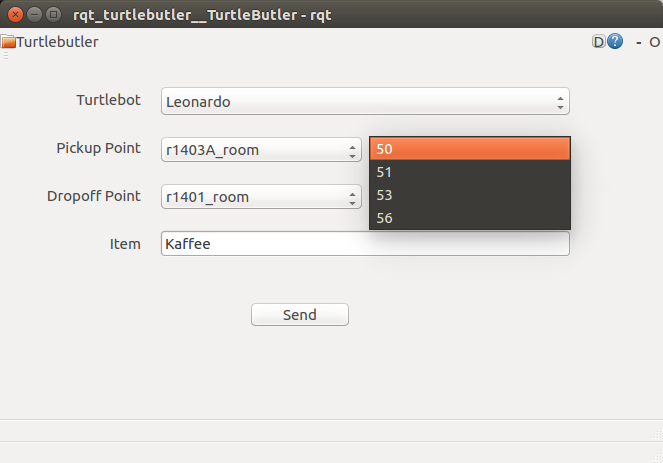 rqt_turtlebutler__TurtleButler - rqt
Turtlebutler D ? - O
Turtlebot Leonardo
Pickup Point r1403A_room 50
51
Dropoff Point r1401_room 53
56
Item Kaffee
Send